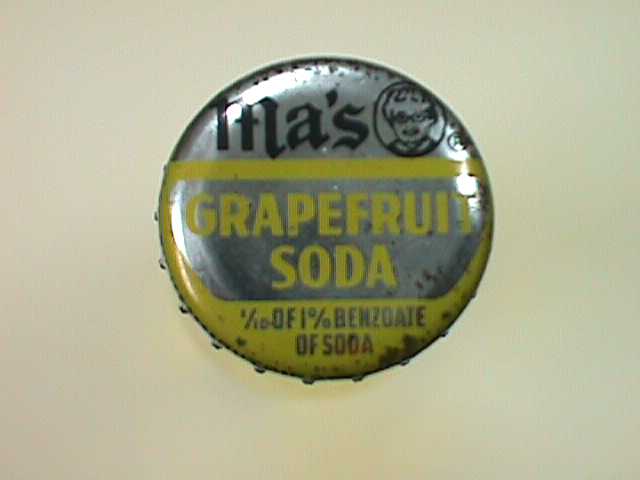 Ma's ®
GRAPEFRUIT
SODA
1/10 OF 1% BENZOATE
OF SODA